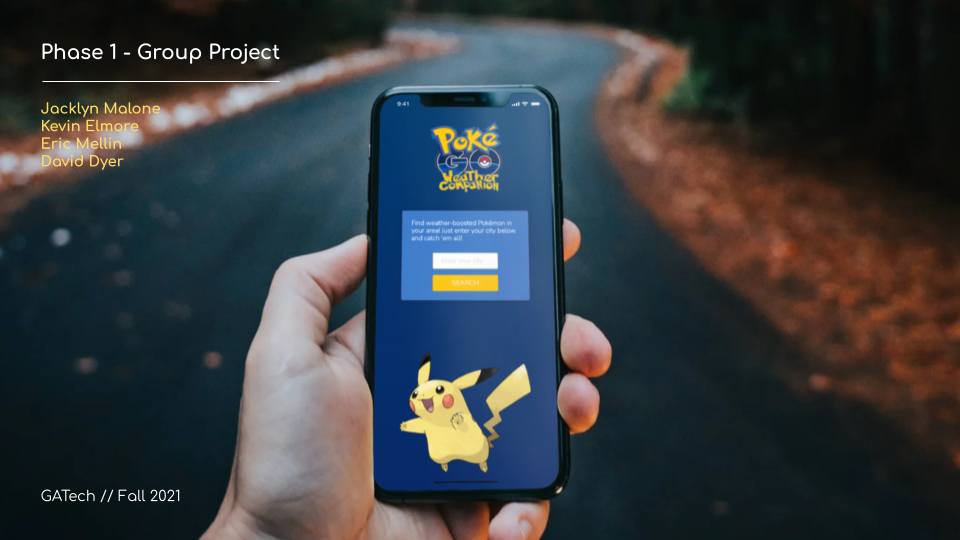 Phase 1 - Group Project
Jacklyn Malone
Kevin Elmore
Eric Mellin
David Dyer
9:41
Poké
GO
Weather
Companion
Find weather-boosted Pokémon in
your area! Just enter your city below
and catch 'em all!
Enter your city
SEARCH
GATech // Fall 2021